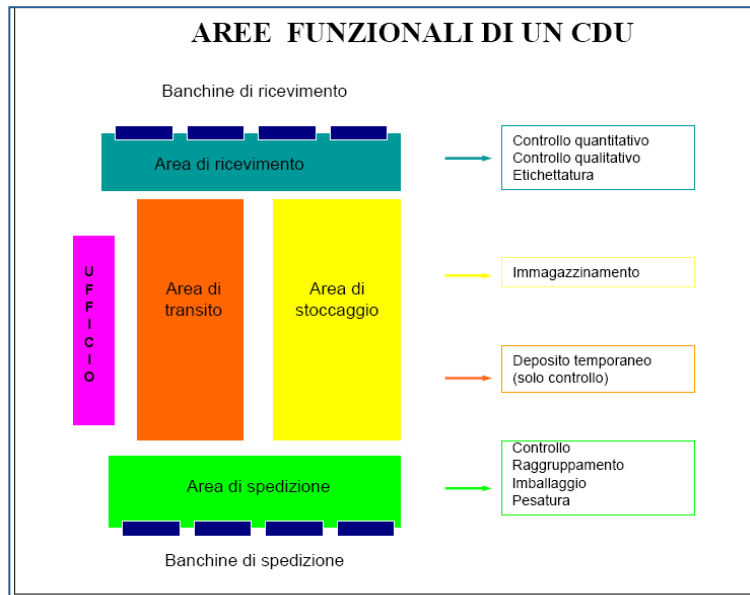 AREE FUNZIONALI DI UN CDU
Banchine di ricevimento
Area di ricevimento
Controllo quantitativo
Controllo qualitativo
Etichettatura
UFFICIO
Area di
transito
Area di
stoccaggio
Immagazzinamento
Deposito temporaneo
(solo controllo)
Area di spedizione
Controllo
Raggruppamento
Imballaggio
Pesatura
Banchine di spedizione